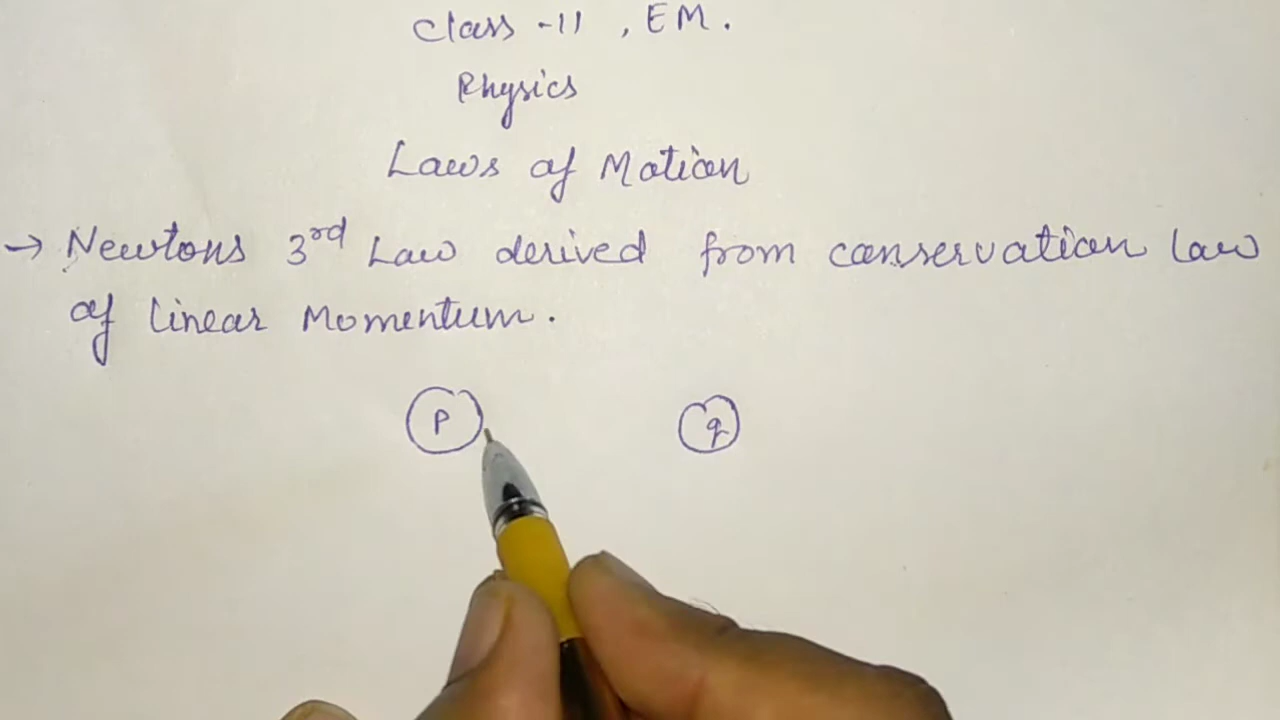 Class -11 , EM.
Physics
Laws of Motion
→ Newtons 3rd Law derived from conservation law
of linear Momentum.
P q